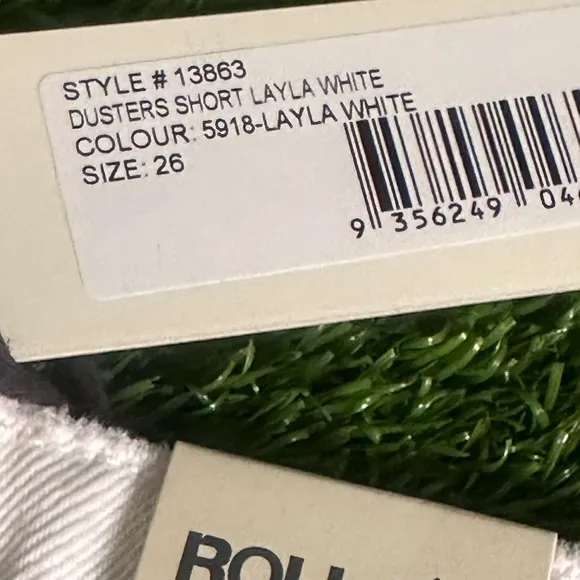 STYLE # 13863
DUSTERS SHORT LAYLA WHITE
COLOUR: 5918-LAYLA WHITE
SIZE: 26
9 356249 04